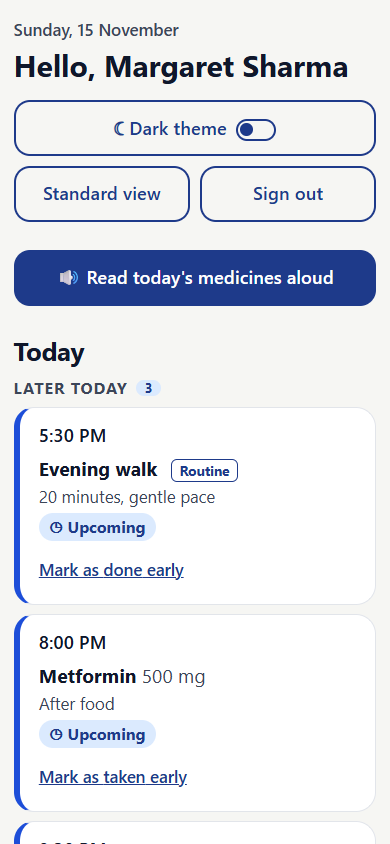 Sunday, 15 November
Hello, Margaret Sharma
Dark theme
Standard view
Sign out
Read today's medicines aloud
Today
LATER TODAY 3
5:30 PM
Evening walk Routine
20 minutes, gentle pace
Upcoming
Mark as done early
8:00 PM
Metformin 500 mg
After food
Upcoming
Mark as taken early